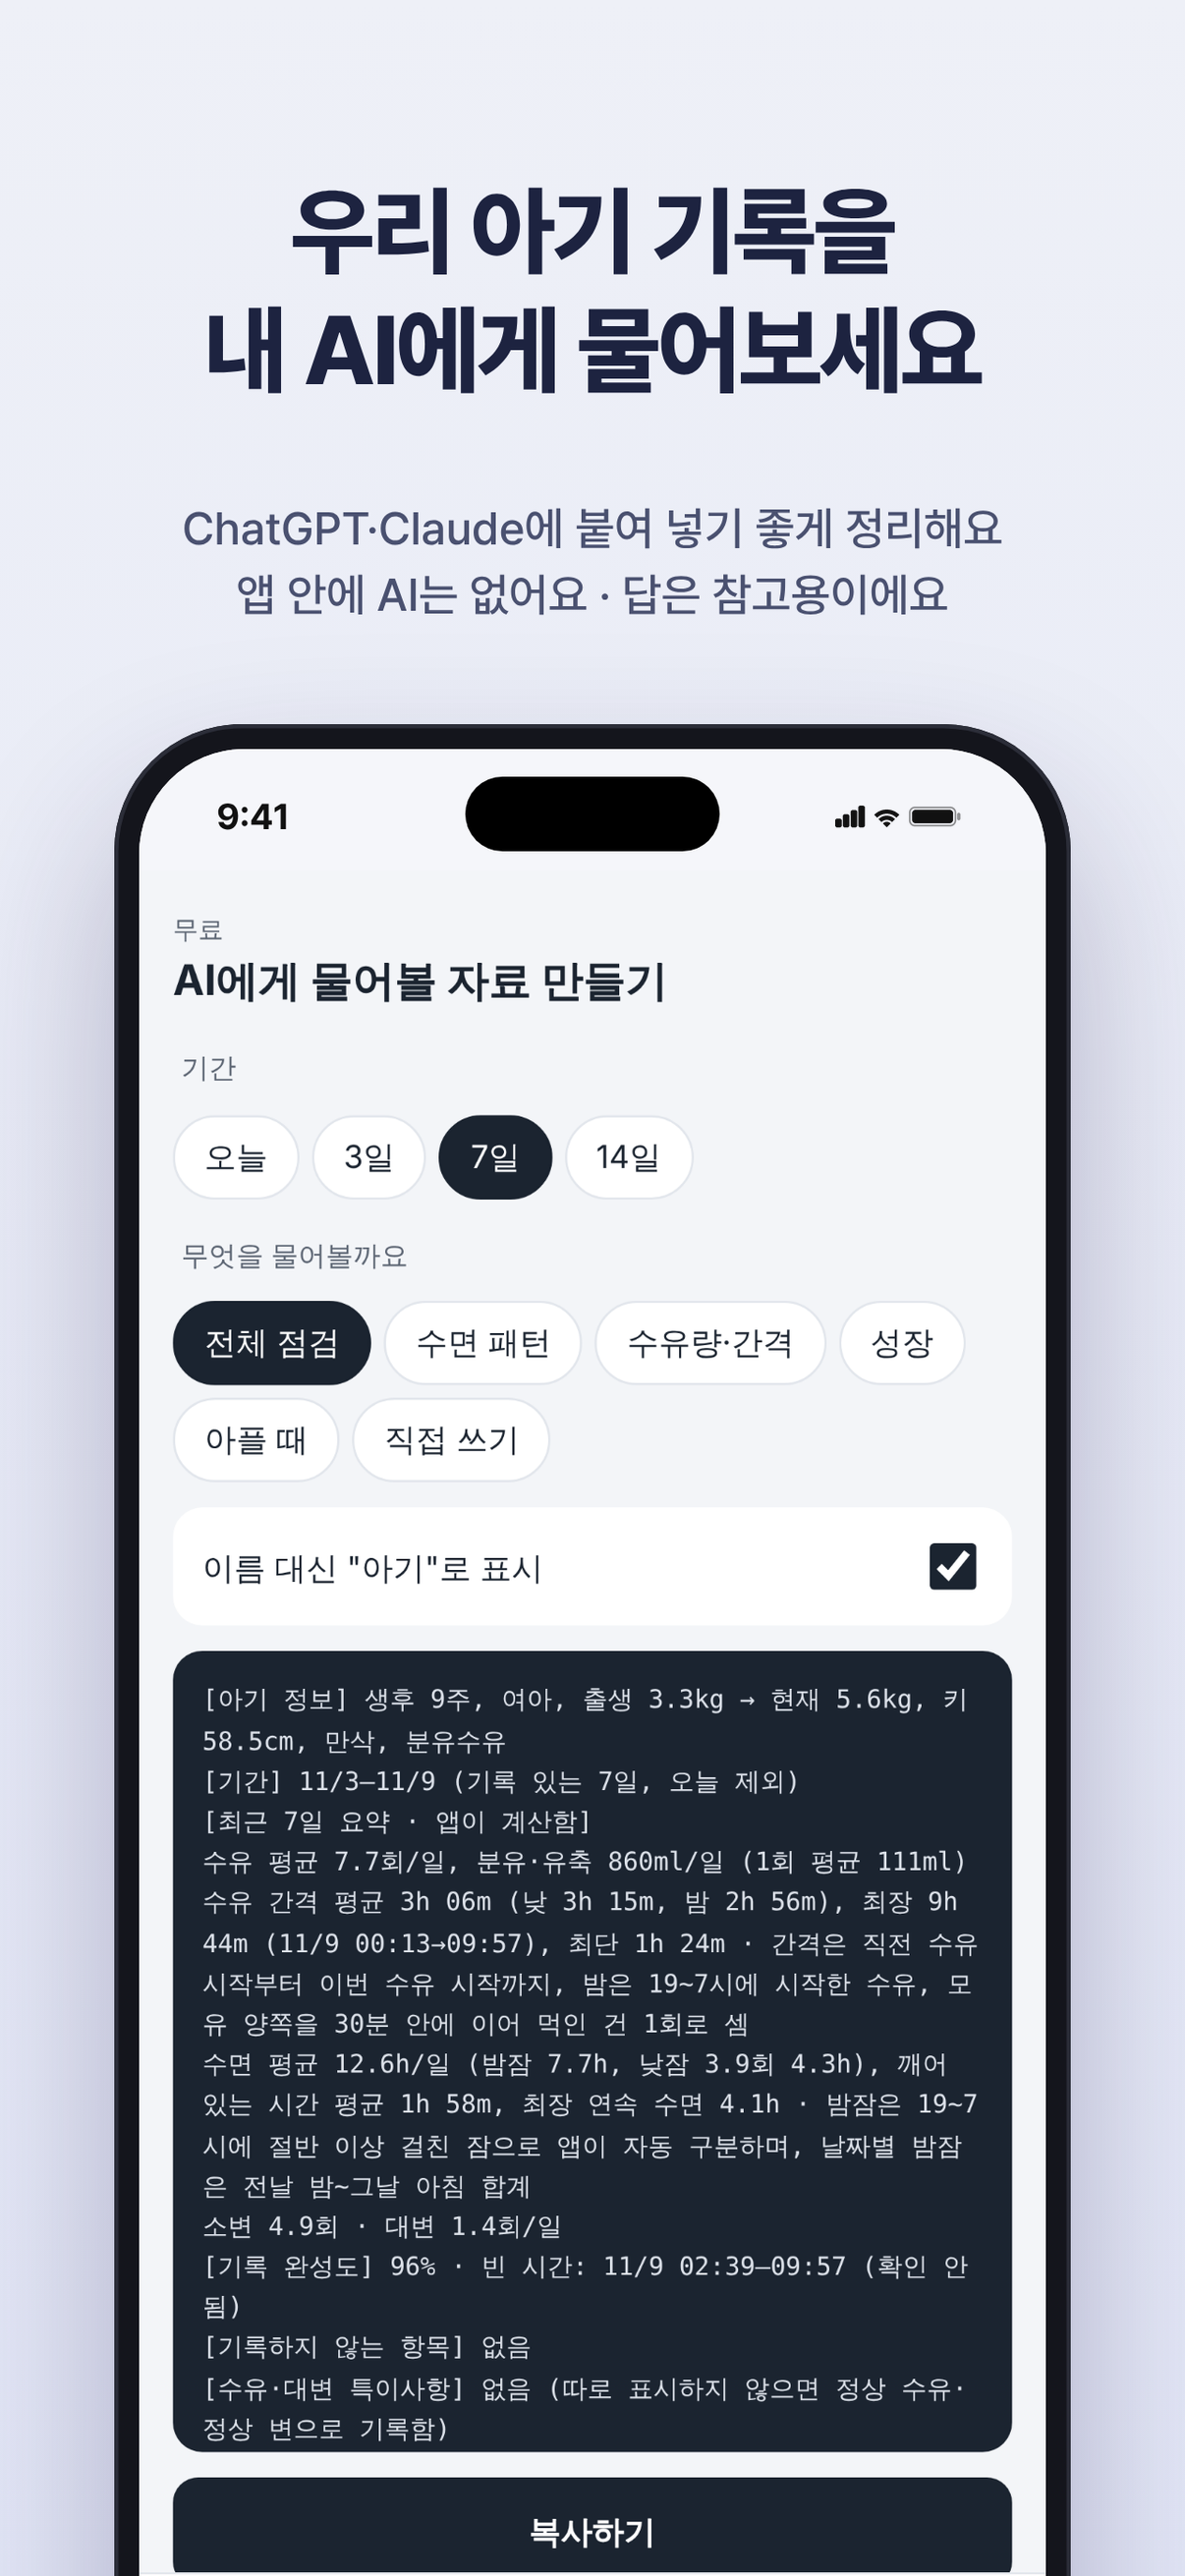 우리 아기 기록을
내 AI에게 물어보세요
ChatGPT·Claude에 붙여 넣기 좋게 정리해요
앱 안에 AI는 없어요 · 답은 참고용이에요
9:41
무료
AI에게 물어볼 자료 만들기
기간
오늘 3일 7일 14일
무엇을 물어볼까요
전체 점검 수면 패턴 수유량·간격 성장
아플 때 직접 쓰기
이름 대신 "아기"로 표시
[아기 정보] 생후 9주, 여아, 출생 3.3kg → 현재 5.6kg, 키
58.5cm, 만삭, 분유수유
[기간] 11/3–11/9 (기록 있는 7일, 오늘 제외)
[최근 7일 요약 · 앱이 계산함]
수유 평균 7.7회/일, 분유·유축 860ml/일 (1회 평균 111ml)
수유 간격 평균 3h 06m (낮 3h 15m, 밤 2h 56m), 최장 9h
44m (11/9 00:13→09:57), 최단 1h 24m · 간격은 직전 수유
시작부터 이번 수유 시작까지, 밤은 19~7시에 시작한 수유, 모
유 양쪽을 30분 안에 이어 먹인 건 1회로 셈
수면 평균 12.6h/일 (밤잠 7.7h, 낮잠 3.9회 4.3h), 깨어
있는 시간 평균 1h 58m, 최장 연속 수면 4.1h · 밤잠은 19~7
시에 절반 이상 걸친 잠으로 앱이 자동 구분하며, 날짜별 밤잠
은 전날 밤~그날 아침 합계
소변 4.9회 · 대변 1.4회/일
[기록 완성도] 96% · 빈 시간: 11/9 02:39–09:57 (확인 안
됨)
[기록하지 않는 항목] 없음
[수유·대변 특이사항] 없음 (따로 표시하지 않으면 정상 수유·
정상 변으로 기록함)
복사하기